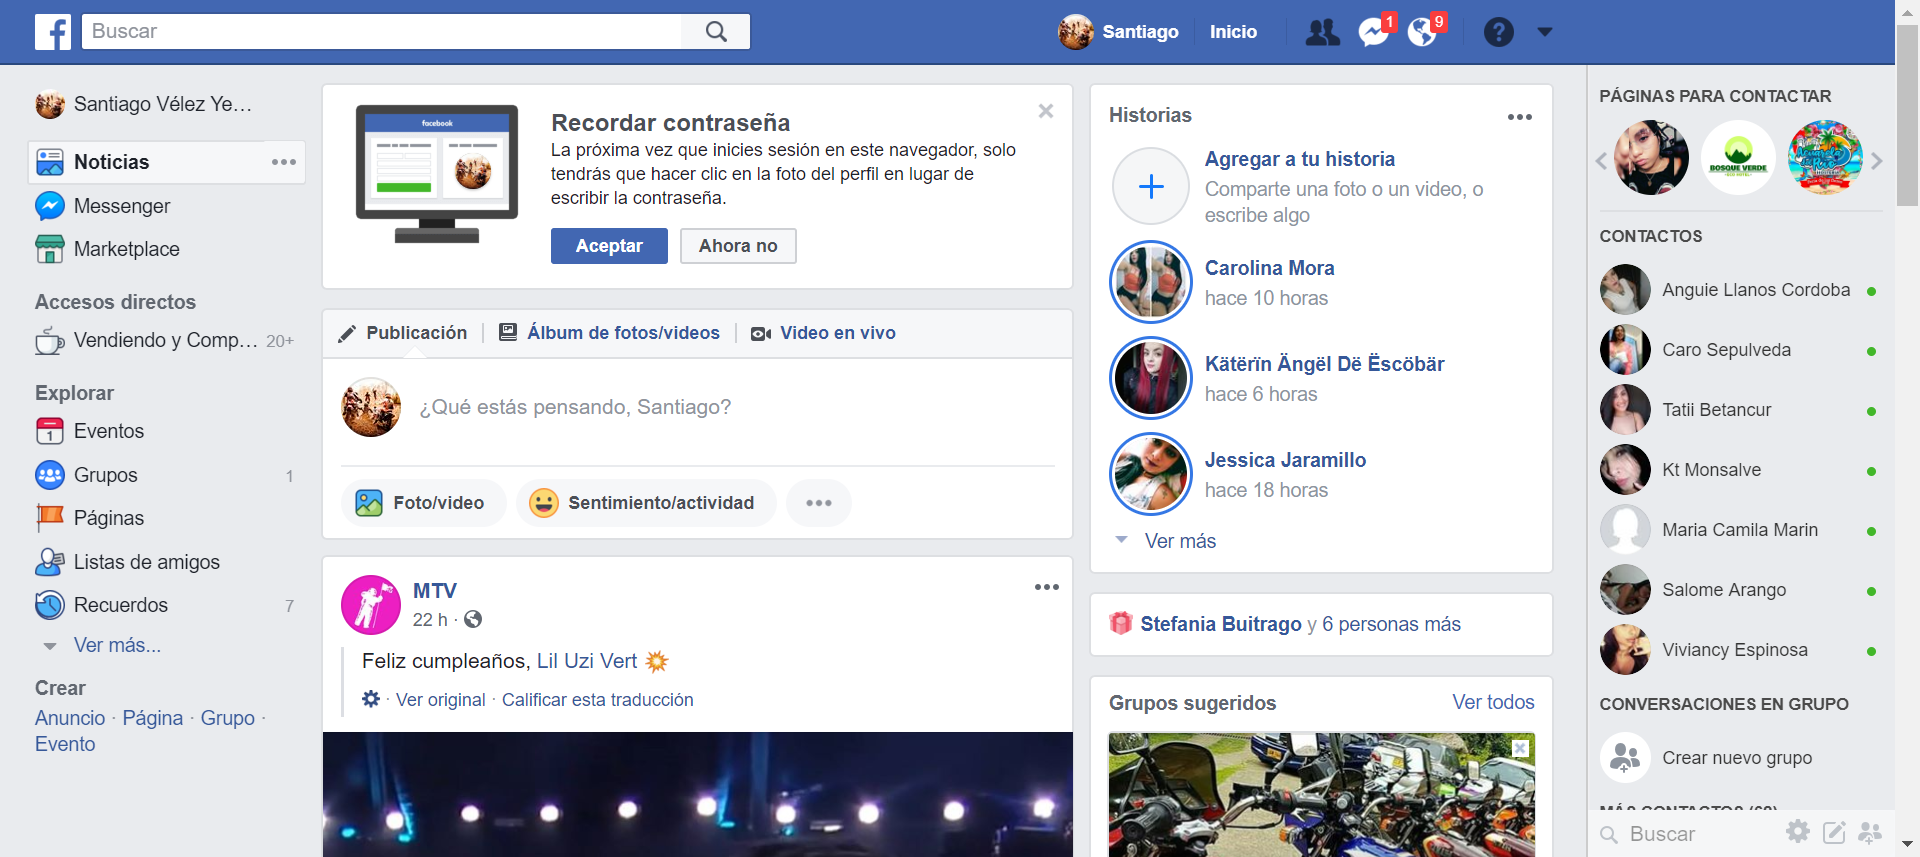 Buscar
Santiago
Inicio
1
9
Santiago Vélez Ye...
Noticias
Messenger
Marketplace
Accesos directos
Vendiendo y Comp... 20+
Explorar
1
Eventos
Grupos 1
Páginas
Listas de amigos
Recuerdos 7
Ver más...
Crear
Anuncio · Página · Grupo ·
Evento
facebook
Recordar contraseña
La próxima vez que inicies sesión en este navegador, solo
tendrás que hacer clic en la foto del perfil en lugar de
escribir la contraseña.
Aceptar
Ahora no
Publicación
Álbum de fotos/videos
Video en vivo
¿Qué estás pensando, Santiago?
Foto/video
Sentimiento/actividad
MTV
22 h ·
Feliz cumpleaños, Lil Uzi Vert
· Ver original · Calificar esta traducción
Historias
Agregar a tu historia
Comparte una foto o un video, o
escribe algo
Carolina Mora
hace 10 horas
Kätërïn Ängël Dë Ëscöbär
hace 6 horas
Jessica Jaramillo
hace 18 horas
Ver más
Stefania Buitrago y 6 personas más
Grupos sugeridos
Ver todos
PÁGINAS PARA CONTACTAR
BOSQUE VERDE
CONTACTOS
Anguie Llanos Cordoba
Caro Sepulveda
Tatii Betancur
Kt Monsalve
Maria Camila Marin
Salome Arango
Viviancy Espinosa
CONVERSACIONES EN GRUPO
Crear nuevo grupo
MÁS CONTACTOS (69)
Buscar